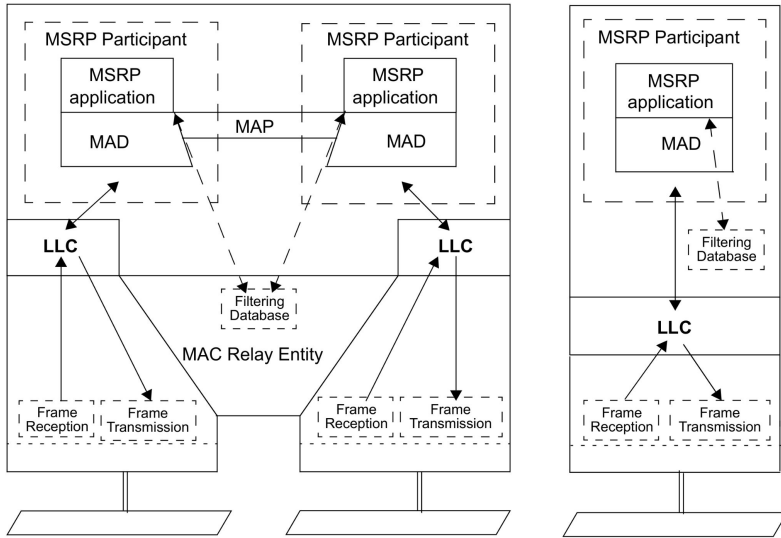 MSRP Participant
MSRP
application
MAD
MAP
MSRP Participant
MSRP
application
MAD
LLC
LLC
Filtering
Database
MAC Relay Entity
Frame
Reception
Frame
Transmission
Frame
Reception
Frame
Transmission
MSRP Participant
MSRP
application
MAD
Filtering
Database
LLC
Frame
Reception
Frame
Transmission